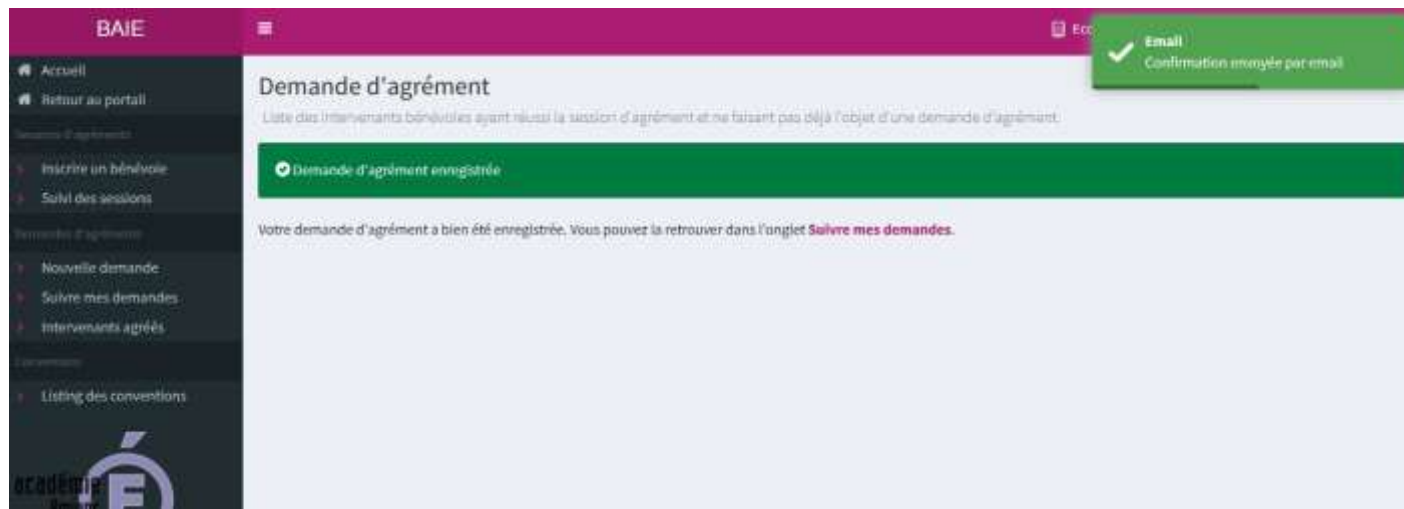 BAIE
Eco
Email
Confirmation envoyée par email
Accueil
Retour au portail
Demande d'agrément
Liste des intervenants bénévoles ayant réussi la session d'agrément et ne faisant pas déjà l'objet d'une demande d'agrément.
Inscrire un bénévole
Suivi des sessions
Demande d'agrément enregistrée
Votre demande d'agrément a bien été enregistrée. Vous pouvez la retrouver dans l'onglet Suivre mes demandes.
Nouvelle demande
Suivre mes demandes
Intervenants agréés
Listing des conventions
académie
É